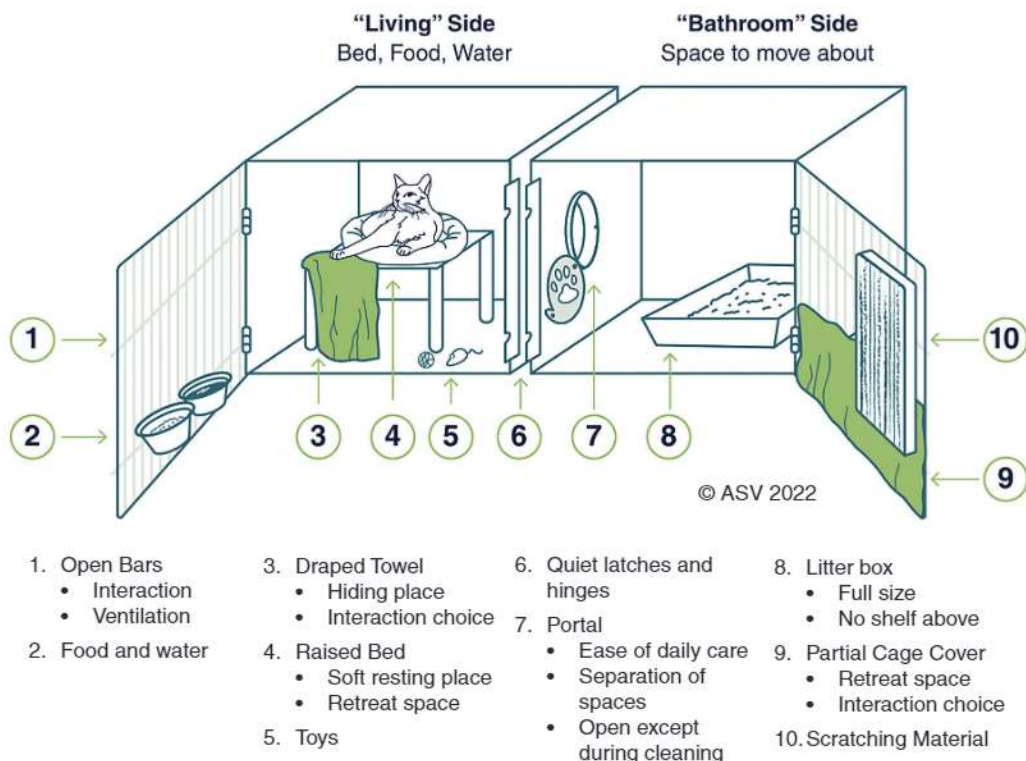 “Living” Side
Bed, Food, Water
“Bathroom” Side
Space to move about
1
2
3
4
5
6
7
8
10
9
© ASV 2022
1. Open Bars
• Interaction
• Ventilation
2. Food and water
3. Draped Towel
• Hiding place
• Interaction choice
4. Raised Bed
• Soft resting place
• Retreat space
5. Toys
6. Quiet latches and
hinges
7. Portal
• Ease of daily care
• Separation of
spaces
• Open except
during cleaning
8. Litter box
• Full size
• No shelf above
9. Partial Cage Cover
• Retreat space
• Interaction choice
10. Scratching Material